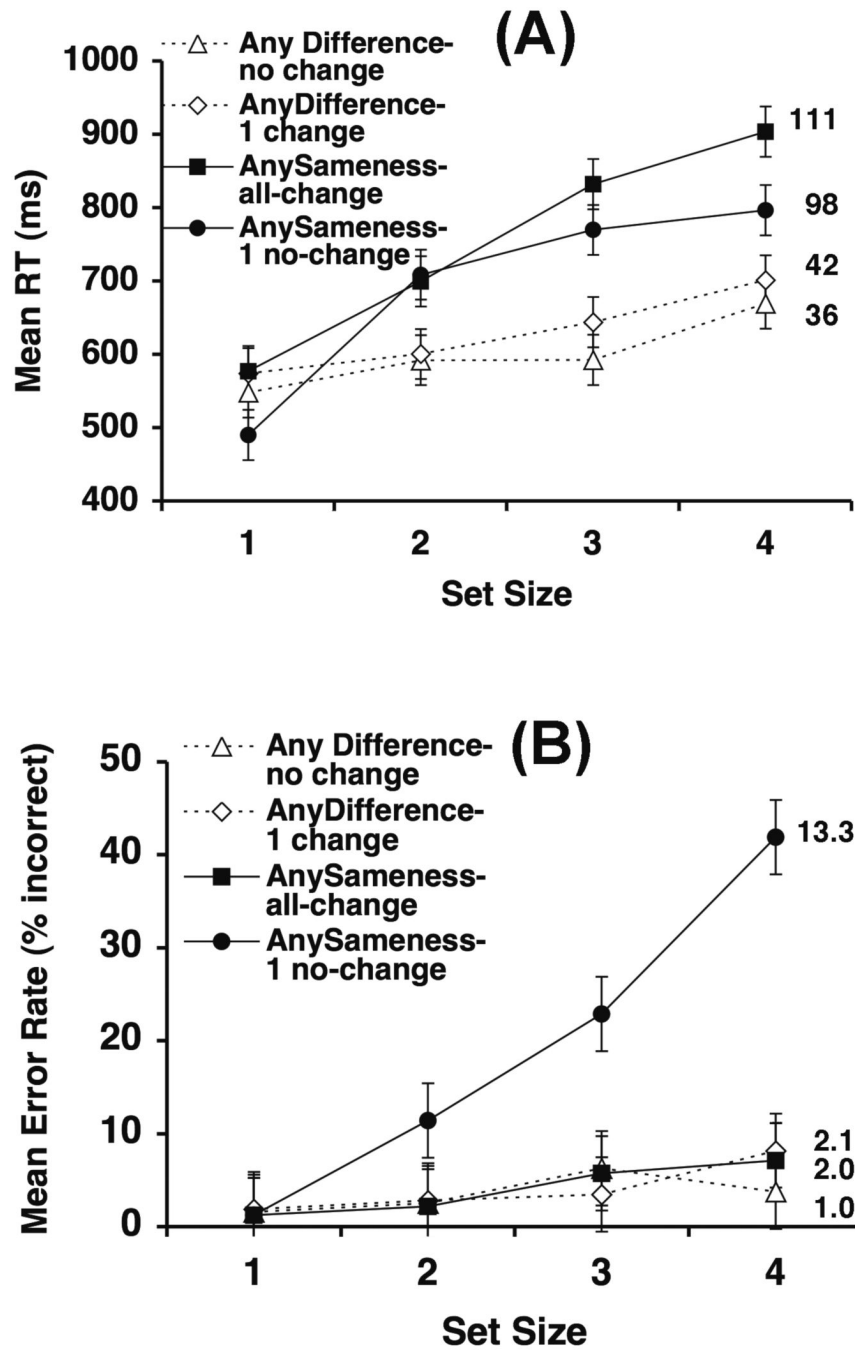 (A)
Any Difference-
no change
AnyDifference-
1 change
AnySameness-
all-change
AnySameness-
1 no-change
1000
900
800
700
600
500
400
Mean RT (ms)
111
98
42
36
1 2 3 4
Set Size
(B)
Any Difference-
no change
AnyDifference-
1 change
AnySameness-
all-change
AnySameness-
1 no-change
50
40
30
20
10
0
Mean Error Rate (% incorrect)
13.3
2.1
2.0
1.0
1 2 3 4
Set Size